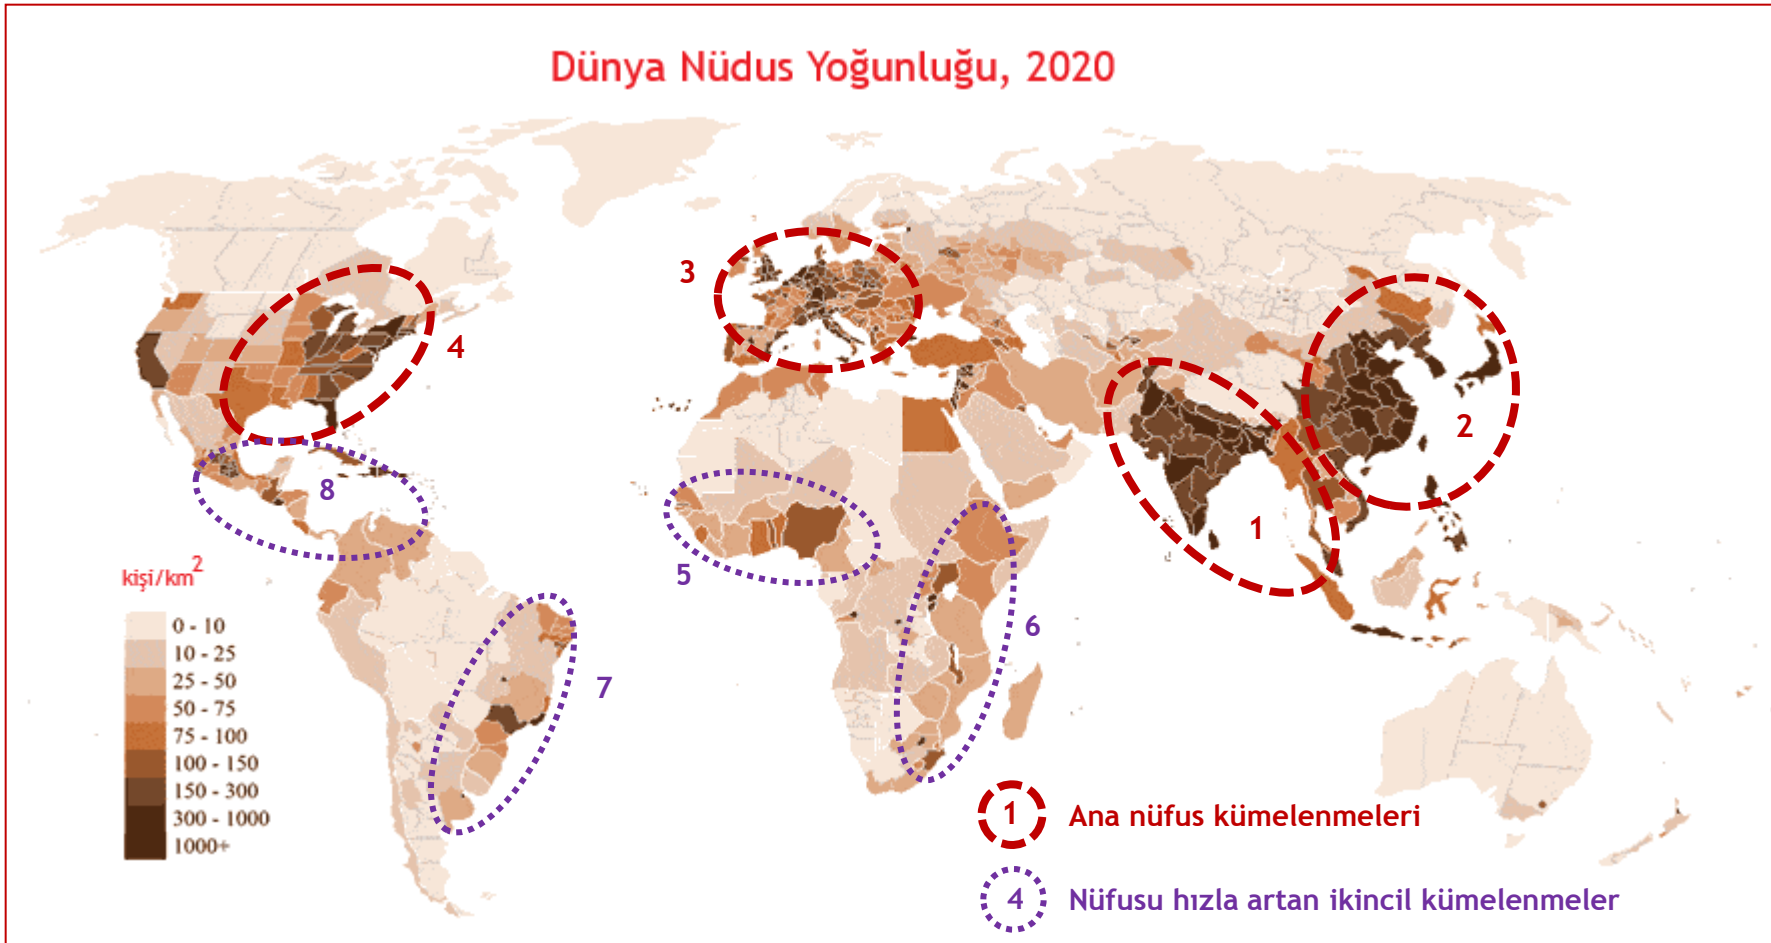 Dünya Nüdus Yoğunluğu, 2020
3
4
2
8
1
5
kişi/km²
6
0 - 10
10 - 25
25 - 50
7
50 - 75
75 - 100
100 - 150
150 - 300
300 - 1000
1000+
1 Ana nüfus kümelenmeleri
4 Nüfusu hızla artan ikincil kümelenmeler